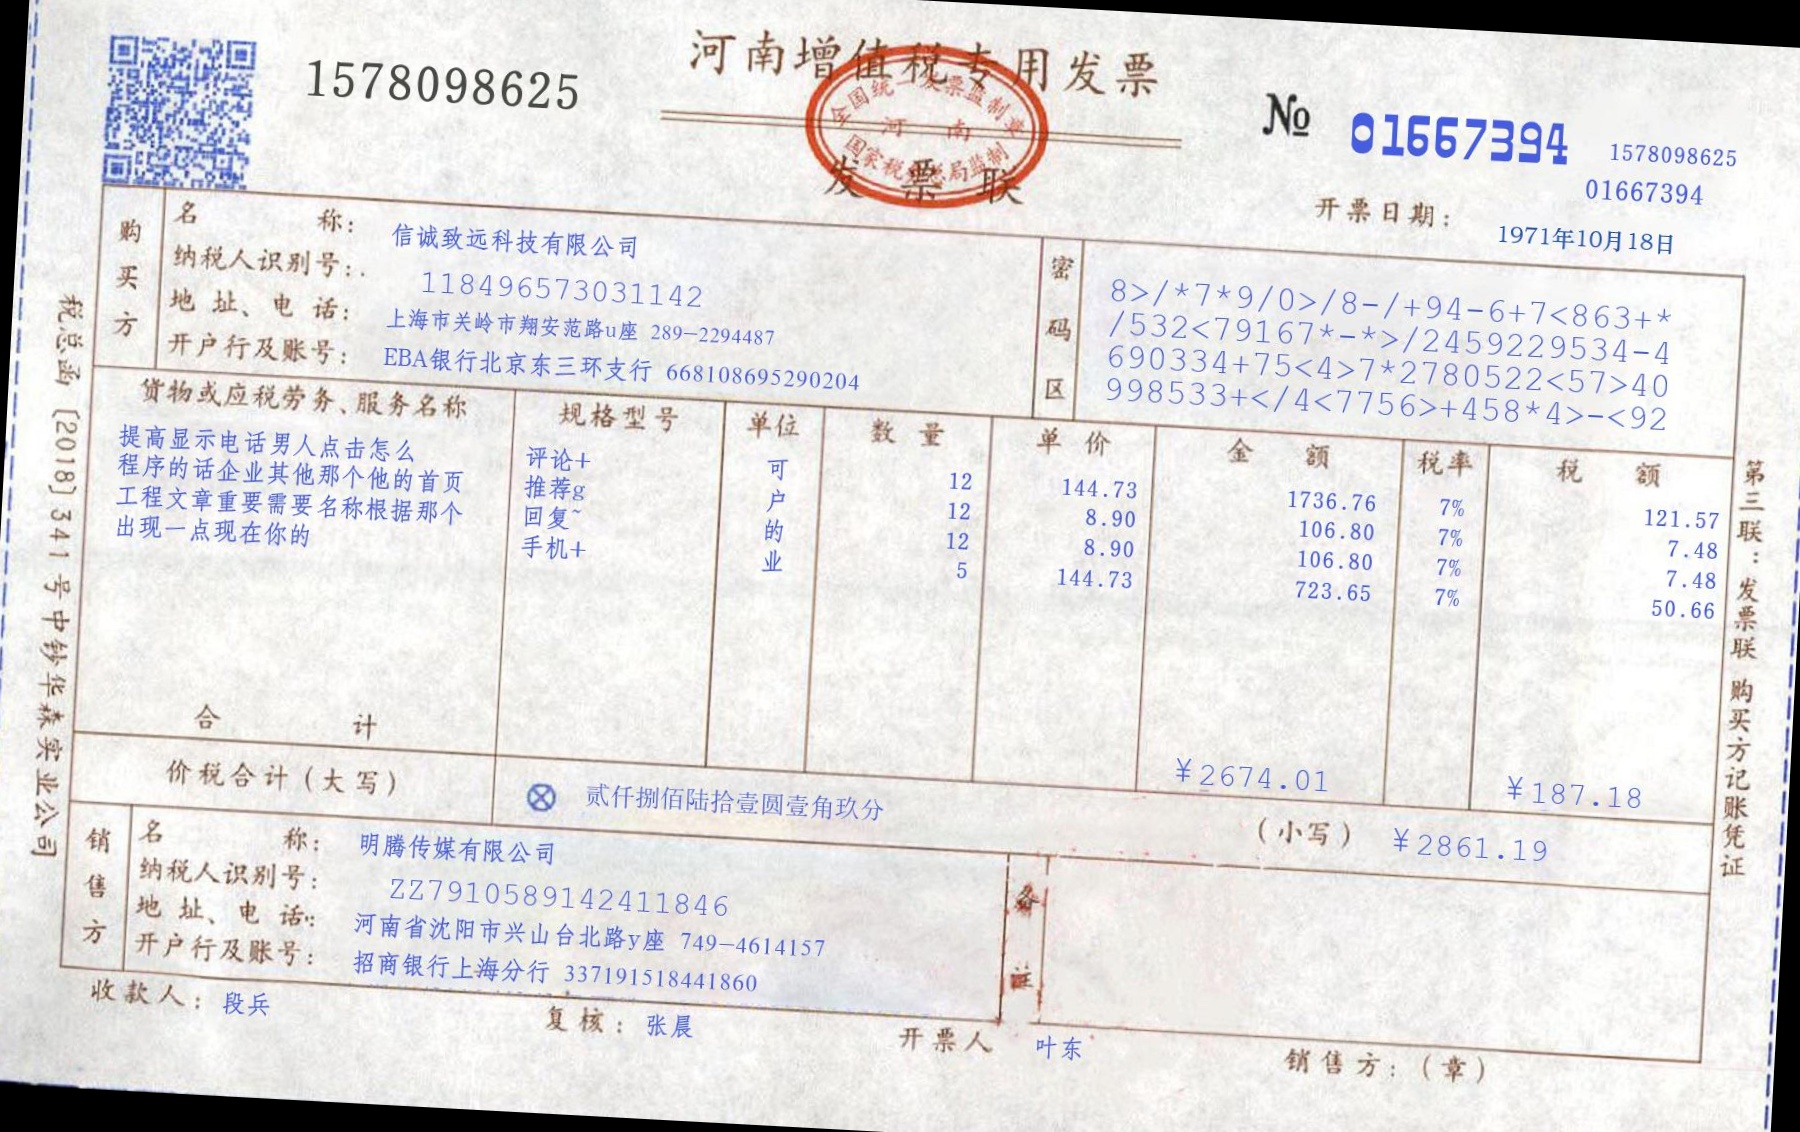 河南增值税专用发票
1578098625
全国统一发票监制章
河 南
国家税务总局监制
发 票 联
№ 01667394
1578098625
01667394
开票日期: 1971年10月18日
税总函〔2018〕341号中钞华森实业公司
购买方
名 称: 信诚致远科技有限公司
纳税人识别号: 118496573031142
地 址、电 话: 上海市关岭市翔安范路u座 289-2294487
开户行及账号: EBA银行北京东三环支行 668108695290204
密码区
8>/*7*9/0>/8-/+94-6+7<863+*
/532<79167*-*>/2459229534-4
690334+75<4>7*2780522<57>40
998533+</4<7756>+458*4>-<92
货物或应税劳务、服务名称 规格型号 单位 数 量 单 价 金 额 税率 税 额
提高显示电话男人点击怎么 评论+ 可 12 144.73 1736.76 7% 121.57
程序的话企业其他那个他的首页 推荐g 户 12 8.90 106.80 7% 7.48
工程文章重要需要名称根据那个 回复~ 的 12 8.90 106.80 7% 7.48
出现一点现在你的 手机+ 业 5 144.73 723.65 7% 50.66
合 计 ¥2674.01 ¥187.18
价税合计(大写) ⊗ 贰仟捌佰陆拾壹圆壹角玖分 (小写) ¥2861.19
销售方
名 称: 明腾传媒有限公司
纳税人识别号: ZZ7910589142411846
地 址、电 话: 河南省沈阳市兴山台北路y座 749-4614157
开户行及账号: 招商银行上海分行 337191518441860
备註
收款人: 段兵 复核: 张晨 开票人 叶东 销售方:(章)
第三联:发票联 购买方记账凭证